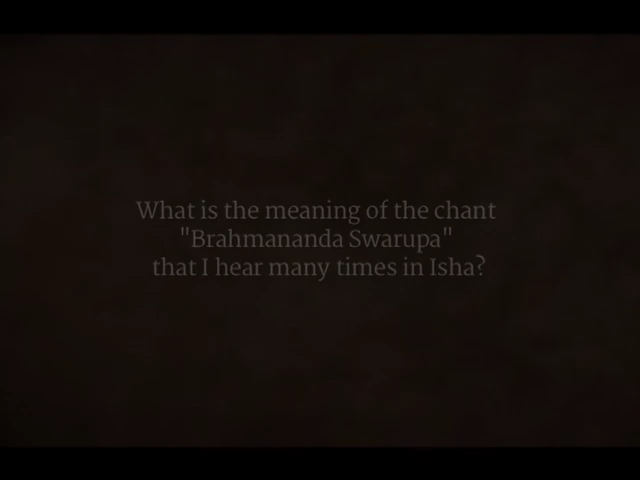 What is the meaning of the chant
"Brahmananda Swarupa"
that I hear many times in Isha?